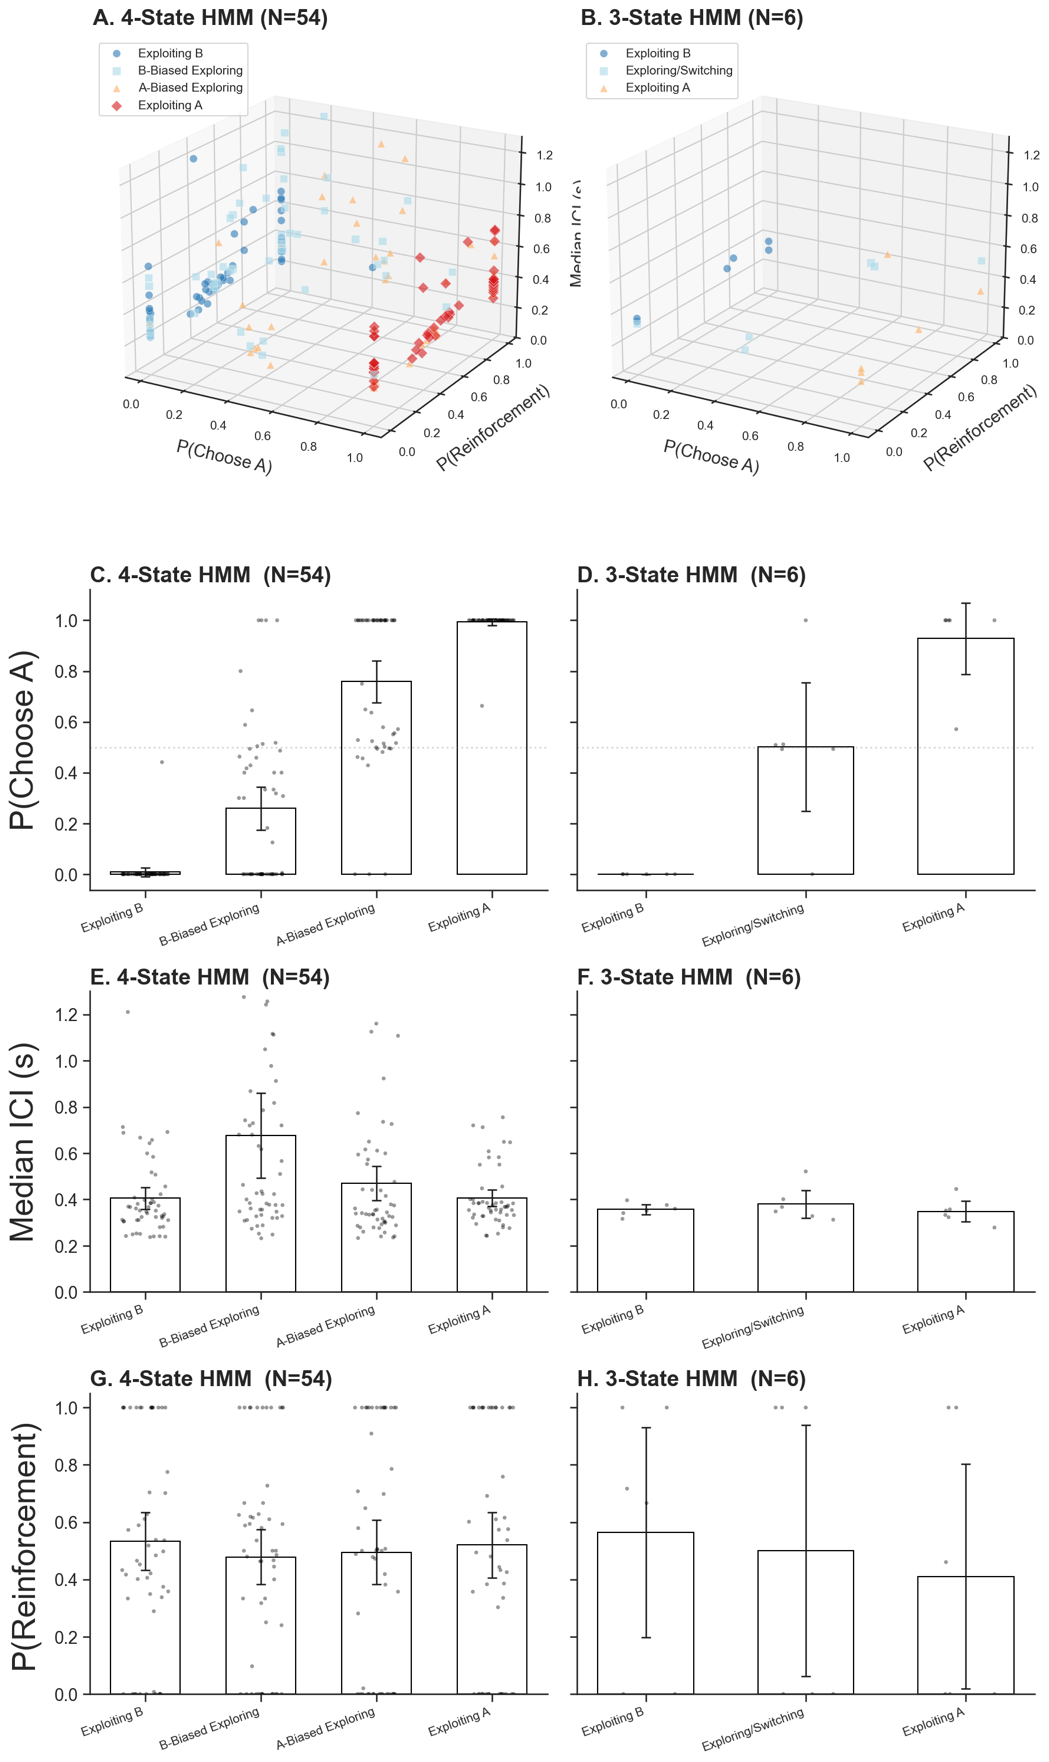 A. 4-State HMM (N=54)
Exploiting B
B-Biased Exploring
A-Biased Exploring
Exploiting A
1.2
1.0
0.8
0.6
0.4
0.2
0.0
Median ICI (s)
0.0
0.2
0.4
0.6
0.8
1.0
P(Choose A)
0.0
0.2
0.4
0.6
0.8
1.0
P(Reinforcement)
B. 3-State HMM (N=6)
Exploiting B
Exploring/Switching
Exploiting A
1.2
1.0
0.8
0.6
0.4
0.2
0.0
0.0
0.2
0.4
0.6
0.8
1.0
P(Choose A)
0.0
0.2
0.4
0.6
0.8
1.0
P(Reinforcement)
C. 4-State HMM (N=54)
P(Choose A)
1.0
0.8
0.6
0.4
0.2
0.0
Exploiting B
B-Biased Exploring
A-Biased Exploring
Exploiting A
D. 3-State HMM (N=6)
Exploiting B
Exploring/Switching
Exploiting A
E. 4-State HMM (N=54)
Median ICI (s)
1.2
1.0
0.8
0.6
0.4
0.2
0.0
Exploiting B
B-Biased Exploring
A-Biased Exploring
Exploiting A
F. 3-State HMM (N=6)
Exploiting B
Exploring/Switching
Exploiting A
G. 4-State HMM (N=54)
P(Reinforcement)
1.0
0.8
0.6
0.4
0.2
0.0
Exploiting B
B-Biased Exploring
A-Biased Exploring
Exploiting A
H. 3-State HMM (N=6)
Exploiting B
Exploring/Switching
Exploiting A